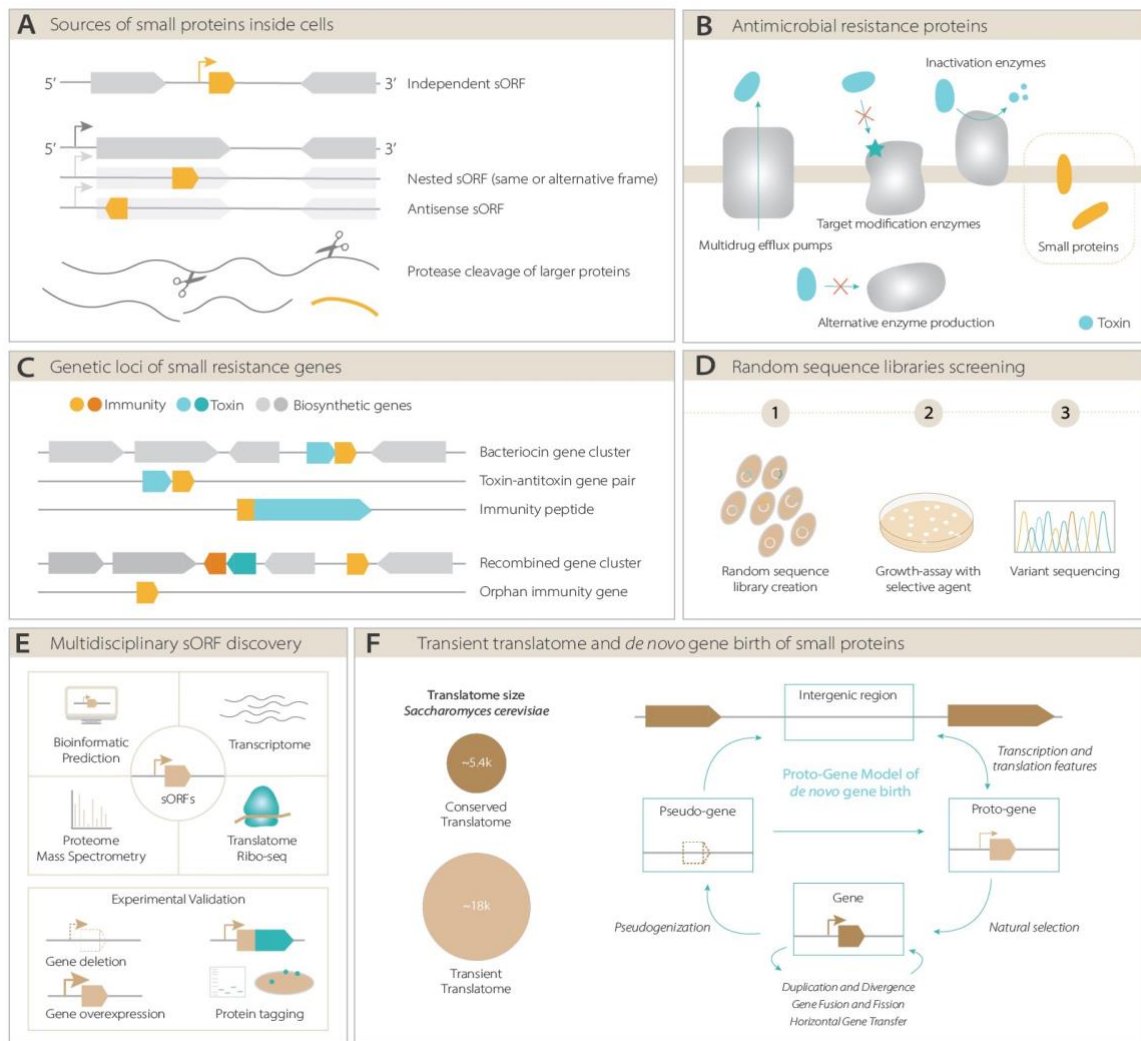 A Sources of small proteins inside cells
5’ 3’ Independent sORF
5’ 3’
Nested sORF (same or alternative frame)
Antisense sORF
Protease cleavage of larger proteins
B Antimicrobial resistance proteins
Inactivation enzymes
Target modification enzymes
Multidrug efflux pumps
Small proteins
Alternative enzyme production
Toxin
C Genetic loci of small resistance genes
Immunity Toxin Biosynthetic genes
Bacteriocin gene cluster
Toxin-antitoxin gene pair
Immunity peptide
Recombined gene cluster
Orphan immunity gene
D Random sequence libraries screening
1 2 3
Random sequence
library creation
Growth-assay with
selective agent
Variant sequencing
E Multidisciplinary sORF discovery
Bioinformatic
Prediction
Transcriptome
sORFs
Proteome
Mass Spectrometry
Translatome
Ribo-seq
Experimental Validation
Gene deletion
Gene overexpression
Protein tagging
F Transient translatome and de novo gene birth of small proteins
Translatome size
Saccharomyces cerevisiae
~5.4k
Conserved
Translatome
~18k
Transient
Translatome
Intergenic region
Transcription and
translation features
Proto-Gene Model of
de novo gene birth
Pseudo-gene
Proto-gene
Gene
Pseudogenization
Natural selection
Duplication and Divergence
Gene Fusion and Fission
Horizontal Gene Transfer